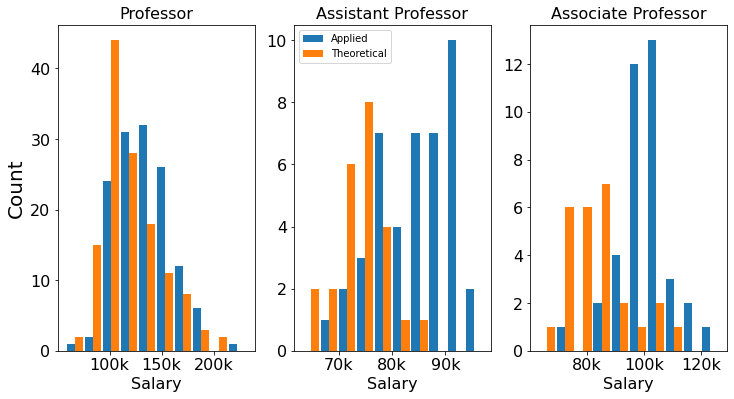 Professor
Assistant Professor
Associate Professor
Applied
Theoretical
Count
40
30
20
10
0
100k 150k 200k
Salary
10
8
6
4
2
0
70k 80k 90k
Salary
12
10
8
6
4
2
0
80k 100k 120k
Salary